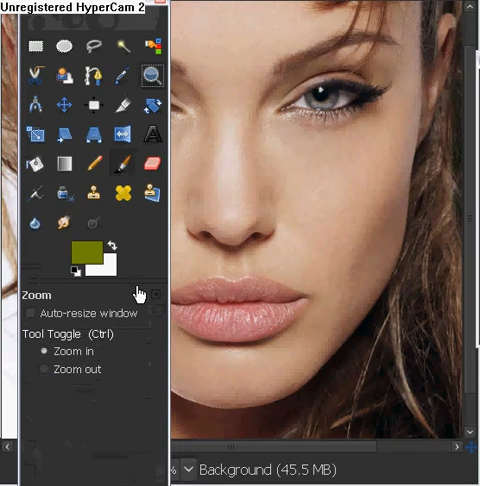 Unregistered HyperCam 2
Zoom
Auto-resize window
Tool Toggle (Ctrl)
Zoom in
Zoom out
% Background (45.5 MB)